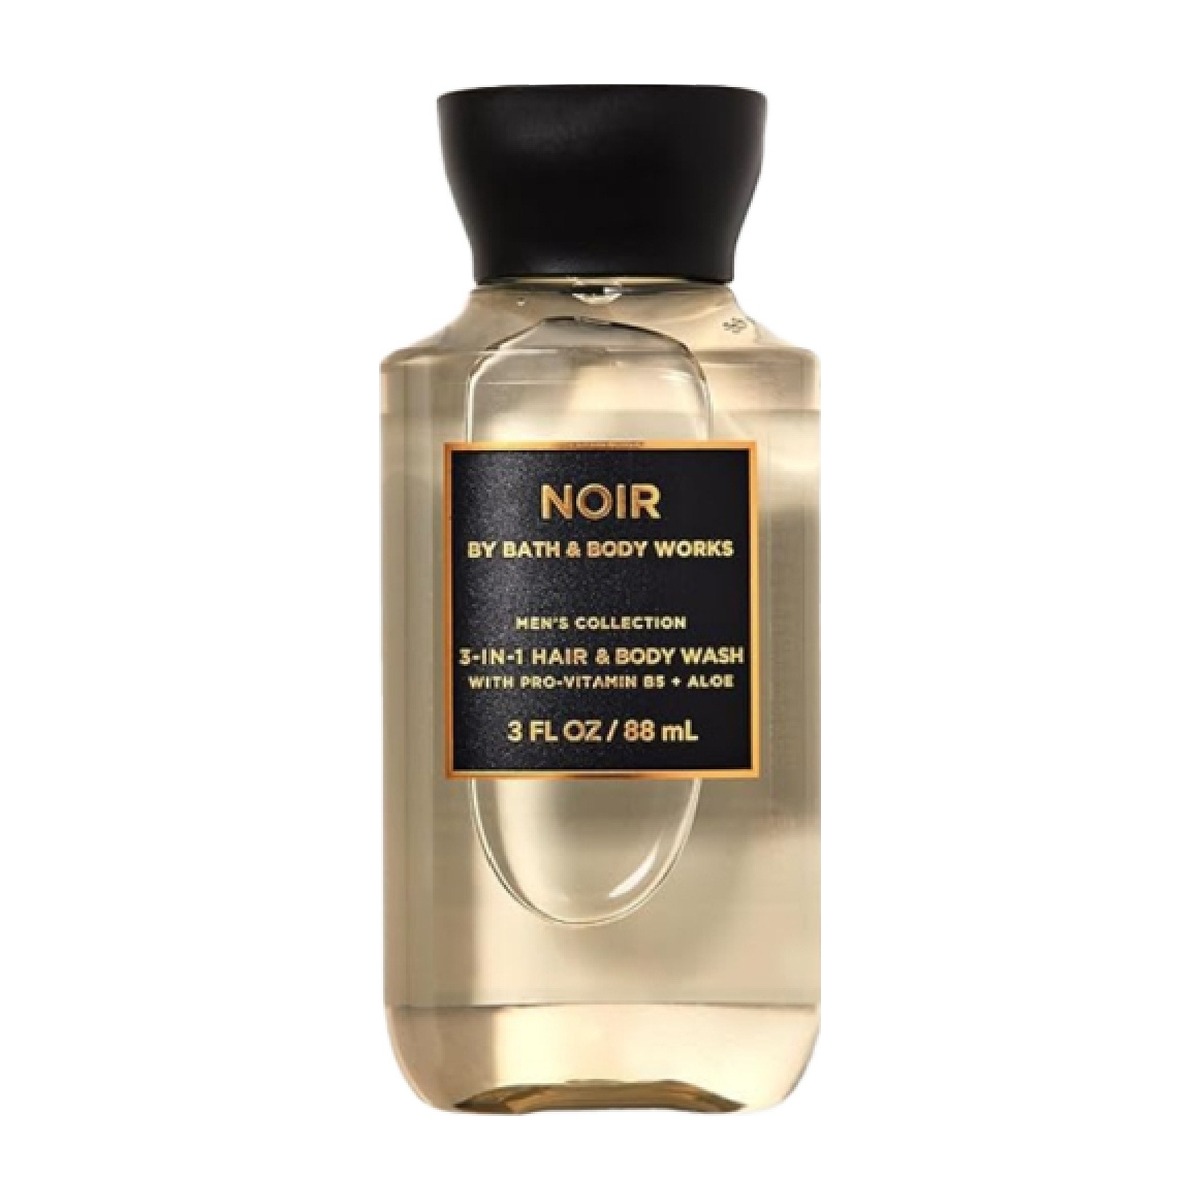 NOIR
BY BATH & BODY WORKS
MEN'S COLLECTION
3-IN-1 HAIR & BODY WASH
WITH PRO-VITAMIN B5 + ALOE
3 FL OZ / 88 mL